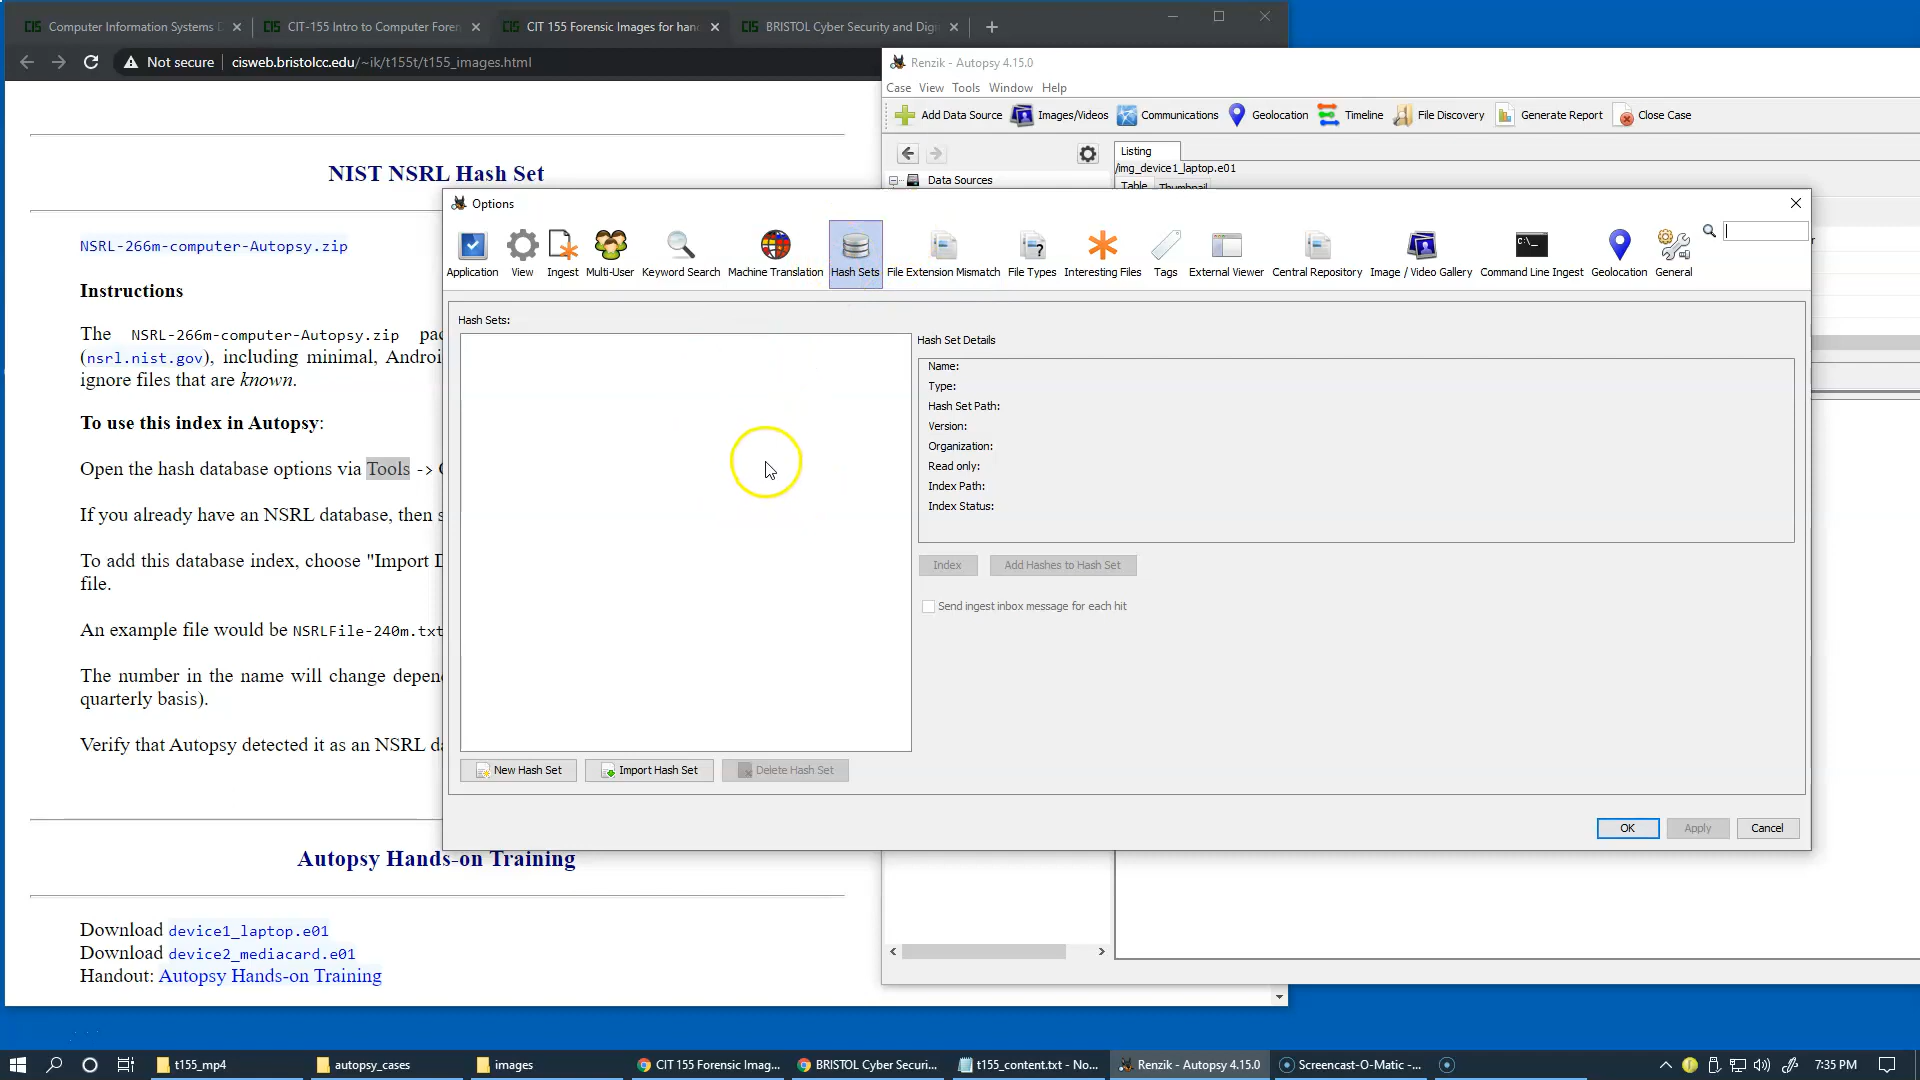 Computer Information Systems
CIT-155 Intro to Computer Foren
CIT 155 Forensic Images for han
BRISTOL Cyber Security and Digi
Not secure
cisweb.bristolcc.edu/~ik/t155t/t155_images.html
NIST NSRL Hash Set
NSRL-266m-computer-Autopsy.zip
Instructions
The NSRL-266m-computer-Autopsy.zip pac
(nsrl.nist.gov), including minimal, Androi
ignore files that are known.
To use this index in Autopsy:
Open the hash database options via Tools ->
If you already have an NSRL database, then s
To add this database index, choose "Import D
file.
An example file would be NSRLFile-240m.txt
The number in the name will change depen
quarterly basis).
Verify that Autopsy detected it as an NSRL da
Autopsy Hands-on Training
Download device1_laptop.e01
Download device2_mediacard.e01
Handout: Autopsy Hands-on Training
Renzik - Autopsy 4.15.0
Case View Tools Window Help
Add Data Source Images/Videos Communications Geolocation Timeline File Discovery Generate Report Close Case
Listing
/img_device1_laptop.e01
Data Sources
Table Thumbnail
Options
Application View Ingest Multi-User Keyword Search Machine Translation Hash Sets File Extension Mismatch File Types Interesting Files Tags External Viewer Central Repository Image / Video Gallery Command Line Ingest Geolocation General
Hash Sets:
Hash Set Details
Name:
Type:
Hash Set Path:
Version:
Organization:
Read only:
Index Path:
Index Status:
Index
Add Hashes to Hash Set
Send ingest inbox message for each hit
New Hash Set
Import Hash Set
Delete Hash Set
OK
Apply
Cancel
t155_mp4
autopsy_cases
images
CIT 155 Forensic Imag...
BRISTOL Cyber Securi...
t155_content.txt - No...
Renzik - Autopsy 4.15.0
Screencast-O-Matic -...
7:35 PM